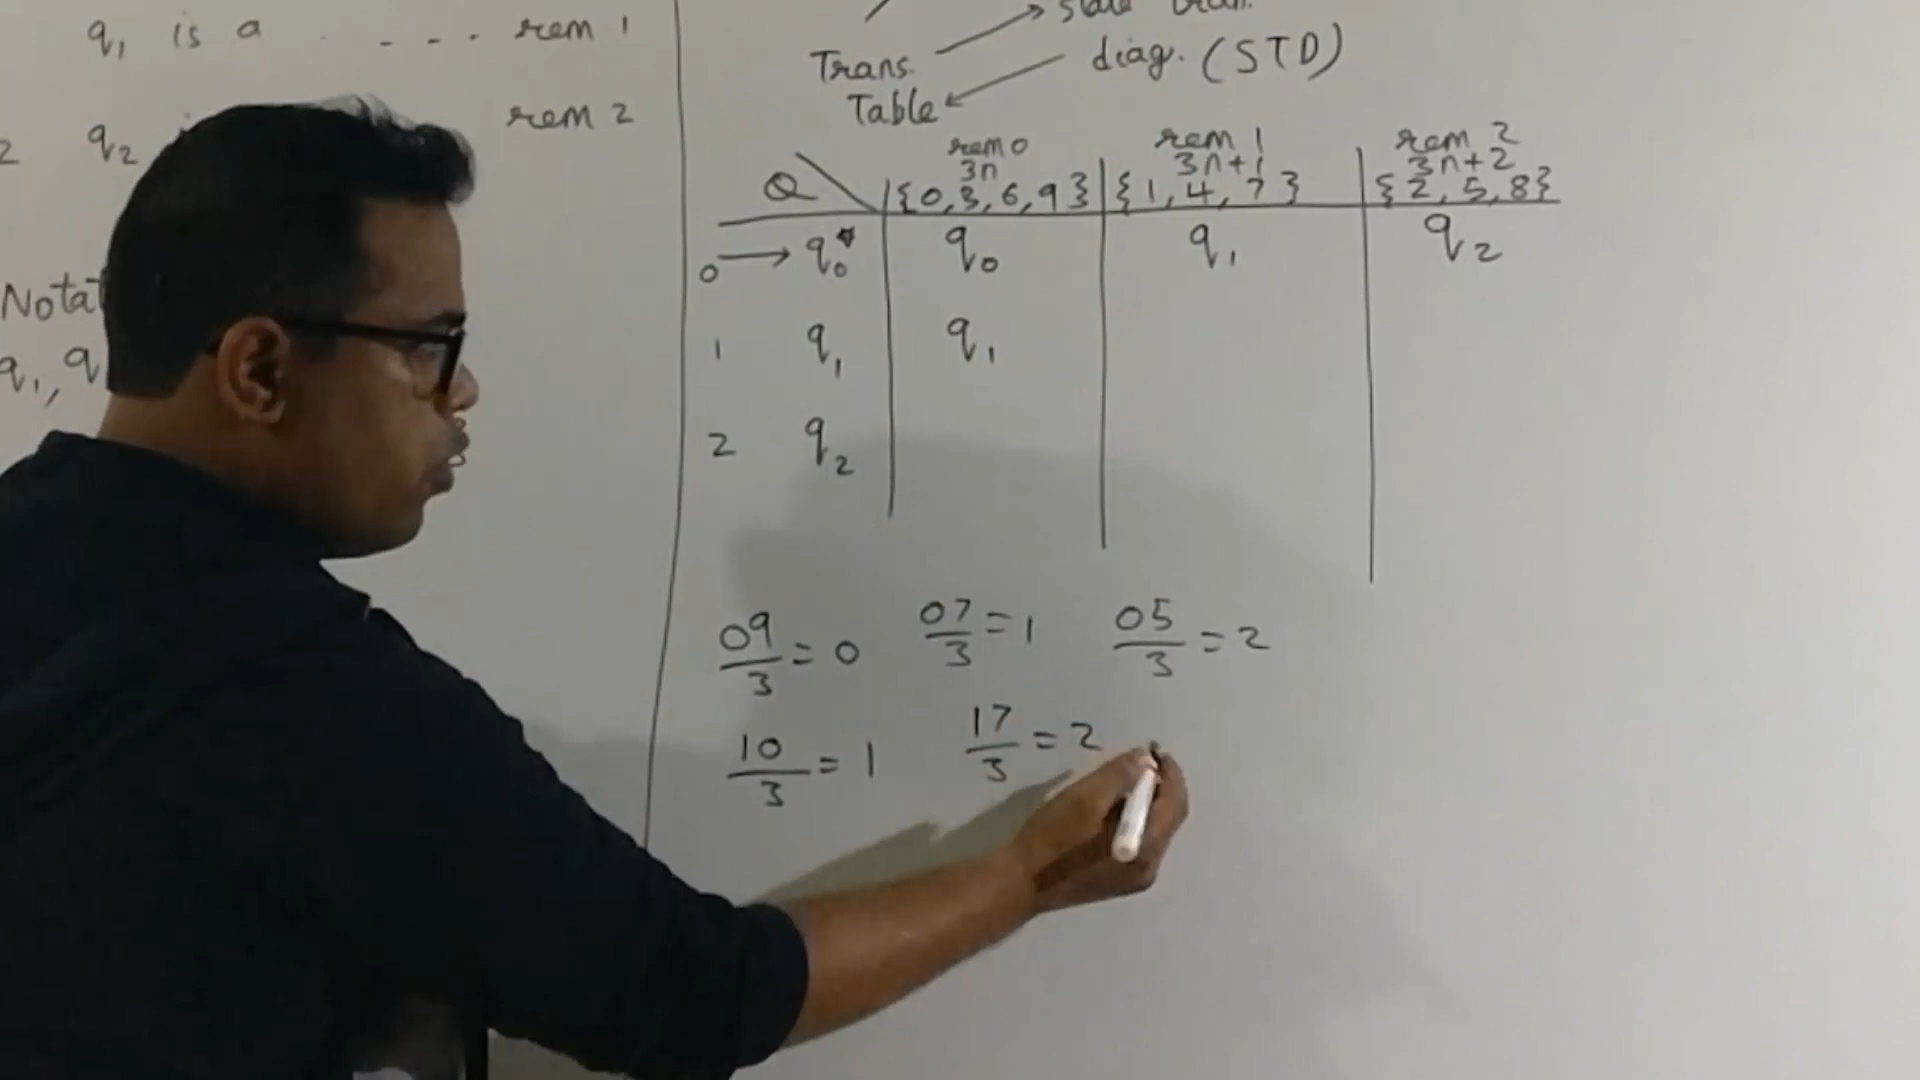 q₁ is a . - - - . rem 1
2 q₂ rem 2
Notat
q₁, q
Trans.
Table
diag. (STD)
rem 0 rem 1 rem 2
3n 3n+1 3n+2
Q {0,3,6,9} {1,4,7} {2,5,8}
0 → q₀* q₀ q₁ q₂
1 q₁ q₁
2 q₂
09/3 = 0 07/3 = 1 05/3 = 2
10/3 = 1 17/3 = 2